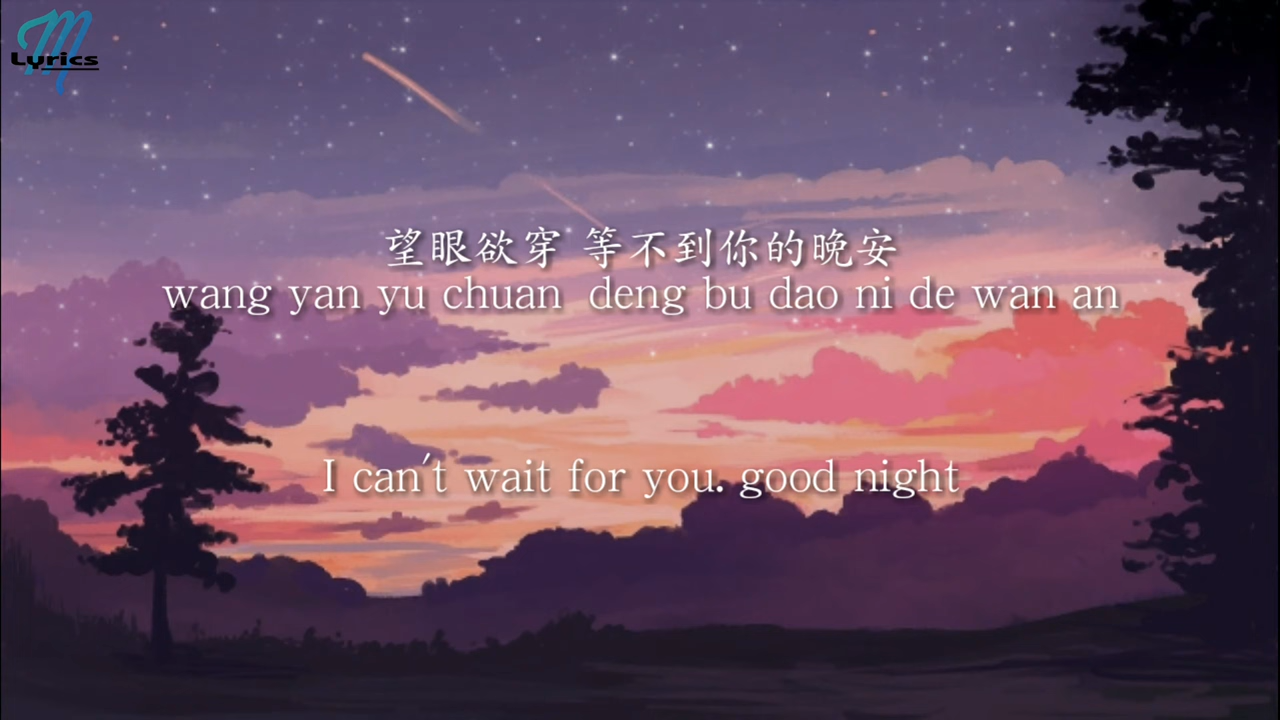 M
Lyrics
望眼欲穿 等不到你的晚安
wang yan yu chuan deng bu dao ni de wan an
I can't wait for you. good night